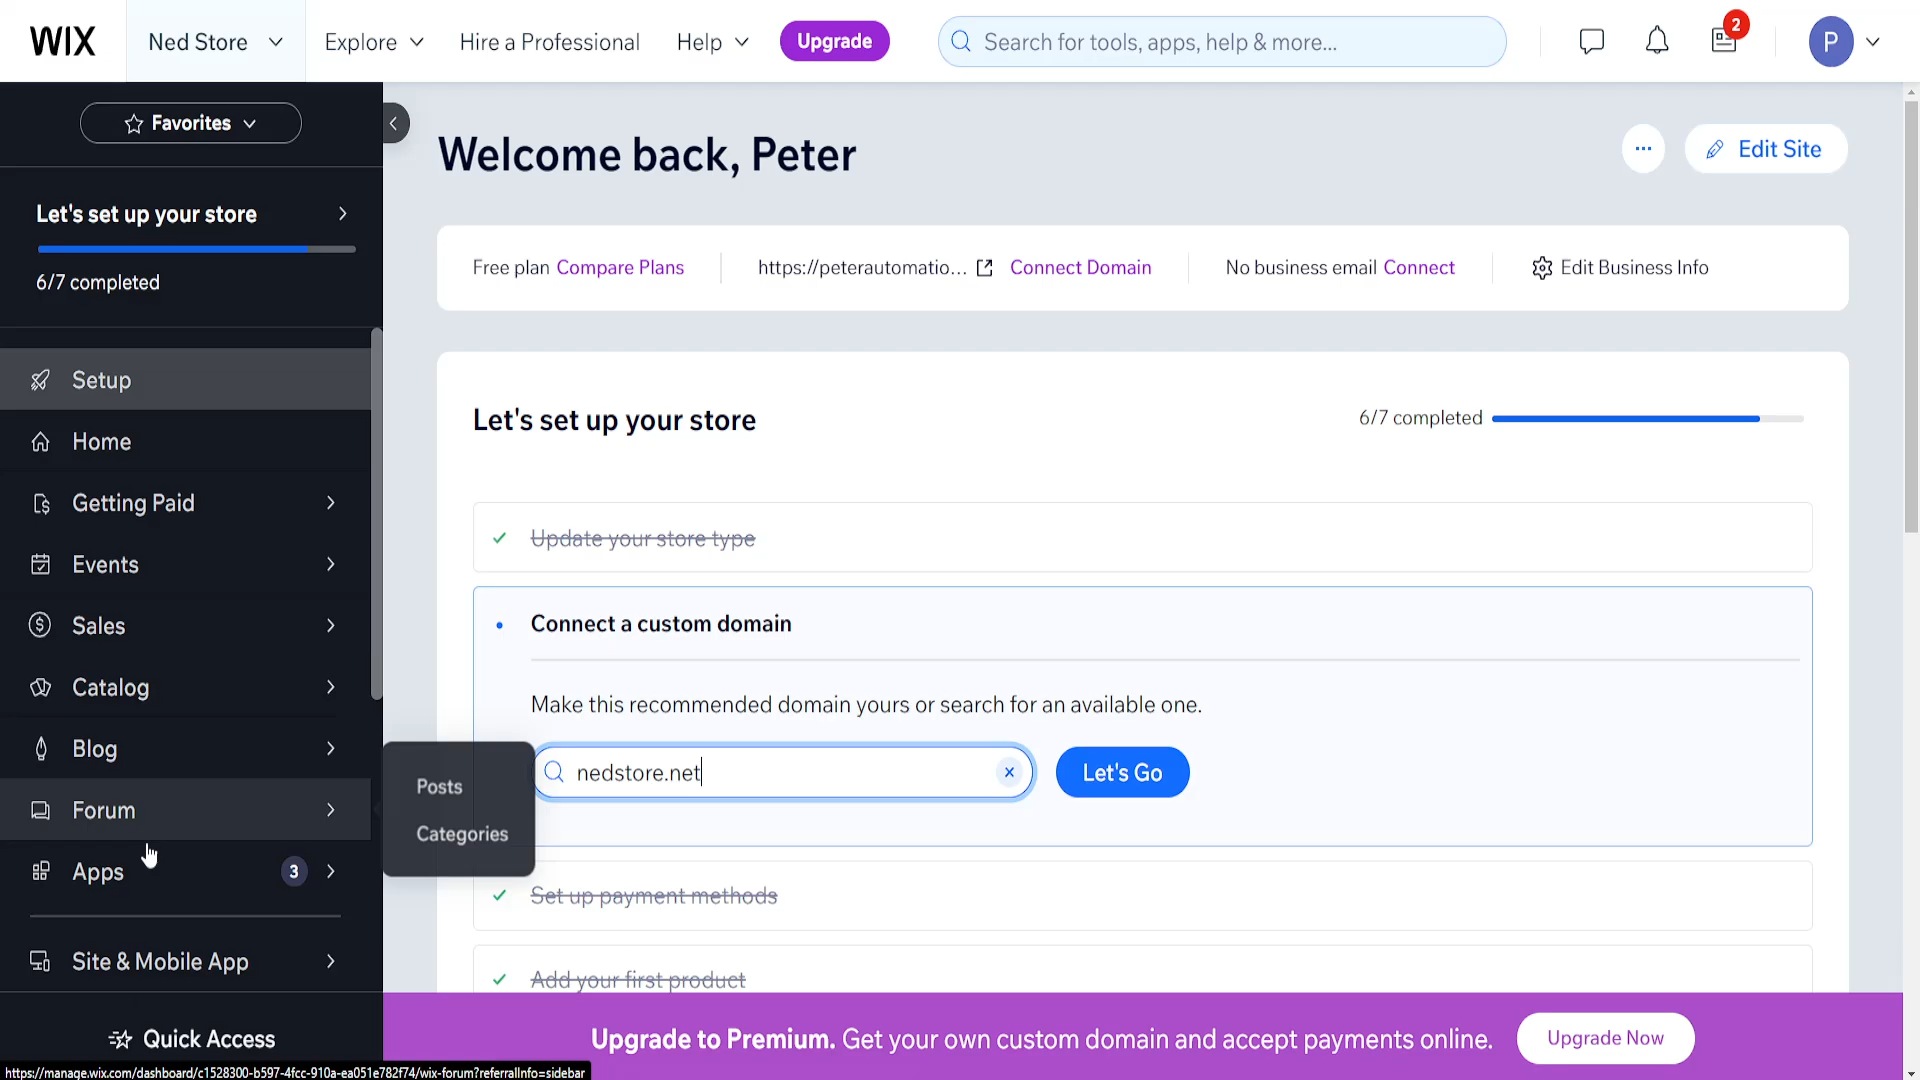 WIX
Ned Store
Explore
Hire a Professional
Help
Upgrade
Search for tools, apps, help & more...
2
P
Favorites
Let's set up your store
6/7 completed
Setup
Home
Getting Paid
Events
Sales
Catalog
Blog
Forum
Apps
3
Site & Mobile App
Quick Access
Posts
Categories
Welcome back, Peter
Edit Site
Free plan Compare Plans
https://peterautomatio... Connect Domain
No business email Connect
Edit Business Info
Let's set up your store
6/7 completed
Update your store type
Connect a custom domain
Make this recommended domain yours or search for an available one.
nedstore.net
Let's Go
Set up payment methods
Add your first product
Upgrade to Premium. Get your own custom domain and accept payments online.
Upgrade Now
https://manage.wix.com/dashboard/c1528300-b597-4fcc-910a-ea051e782f74/wix-forum?referralInfo=sidebar